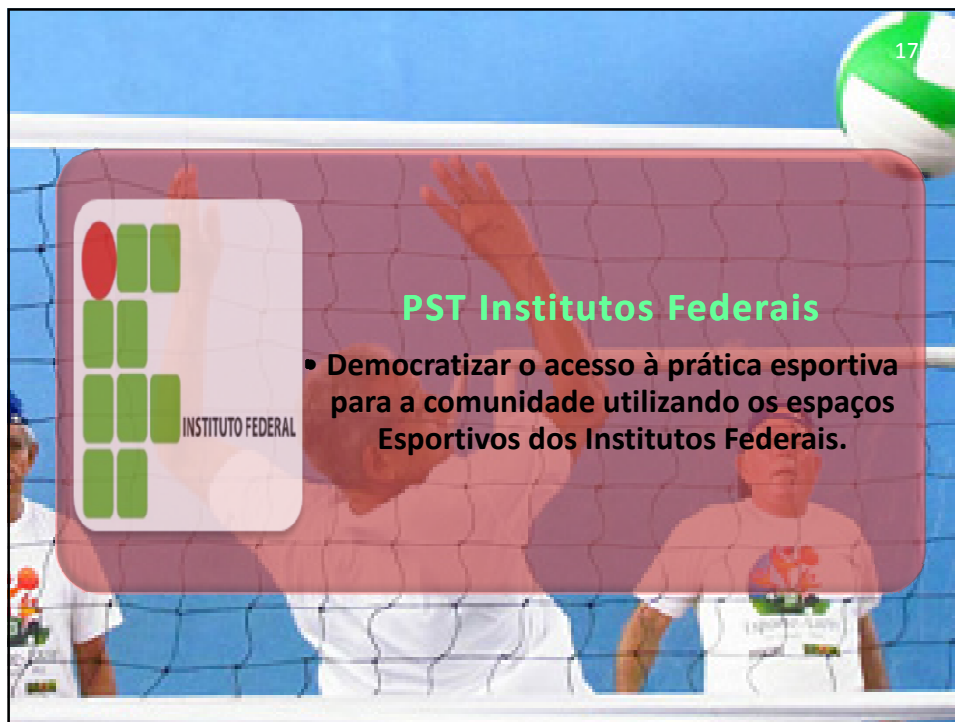 PST Institutos Federais
• Democratizar o acesso à prática esportiva
para a comunidade utilizando os espaços
Esportivos dos Institutos Federais.
INSTITUTO FEDERAL